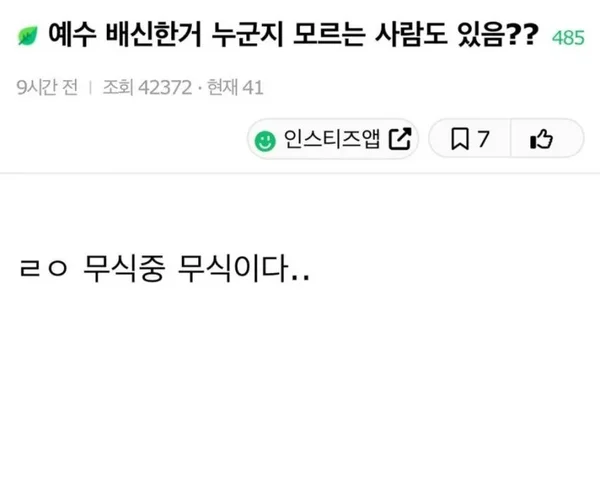 예수 배신한거 누군지 모르는 사람도 있음?? 485
9시간 전 | 조회 42372 · 현재 41
인스티즈앱 7
ㄹㅇ 무식중 무식이다..